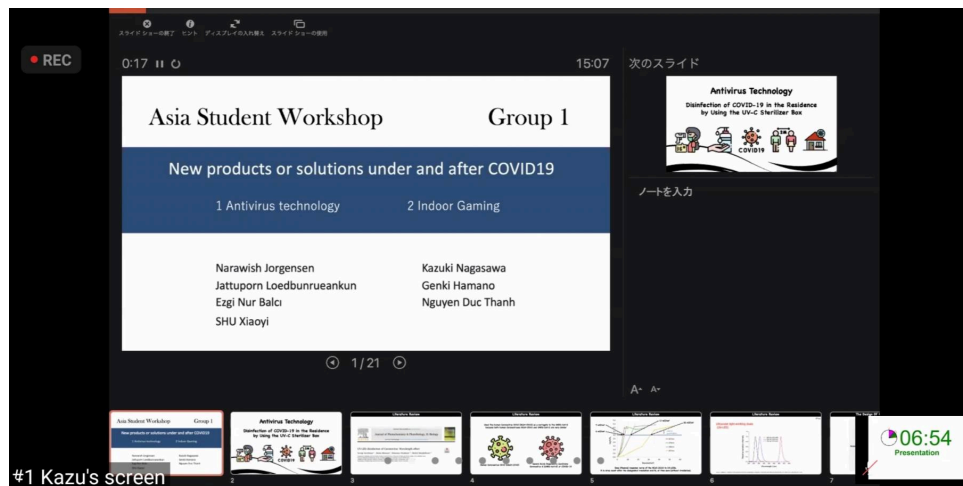 スライド ショーの終了 ヒント ディスプレイの入れ替え スライド ショーの使用
REC
0:17
15:07
次のスライド
Asia Student Workshop
Group 1
New products or solutions under and after COVID19
1 Antivirus technology
2 Indoor Gaming
Narawish Jorgensen
Jattuporn Loedbunrueankun
Ezgi Nur Balcı
SHU Xiaoyi
Kazuki Nagasawa
Genki Hamano
Nguyen Duc Thanh
1/21
Antivirus Technology
Disinfection of COVID-19 in the Residence
by Using the UV-C Sterilizer Box
COVID19
ノートを入力
A A
Asia Student Workshop Group 1
New products or solutions under and after COVID19
Antivirus Technology
Disinfection of COVID-19 in the Residence
by Using the UV-C Sterilizer Box
Literature Review
Literature Review
Literature Review
Literature Review
2
3
4
5
6
7
06:54
Presentation
#1 Kazu's screen